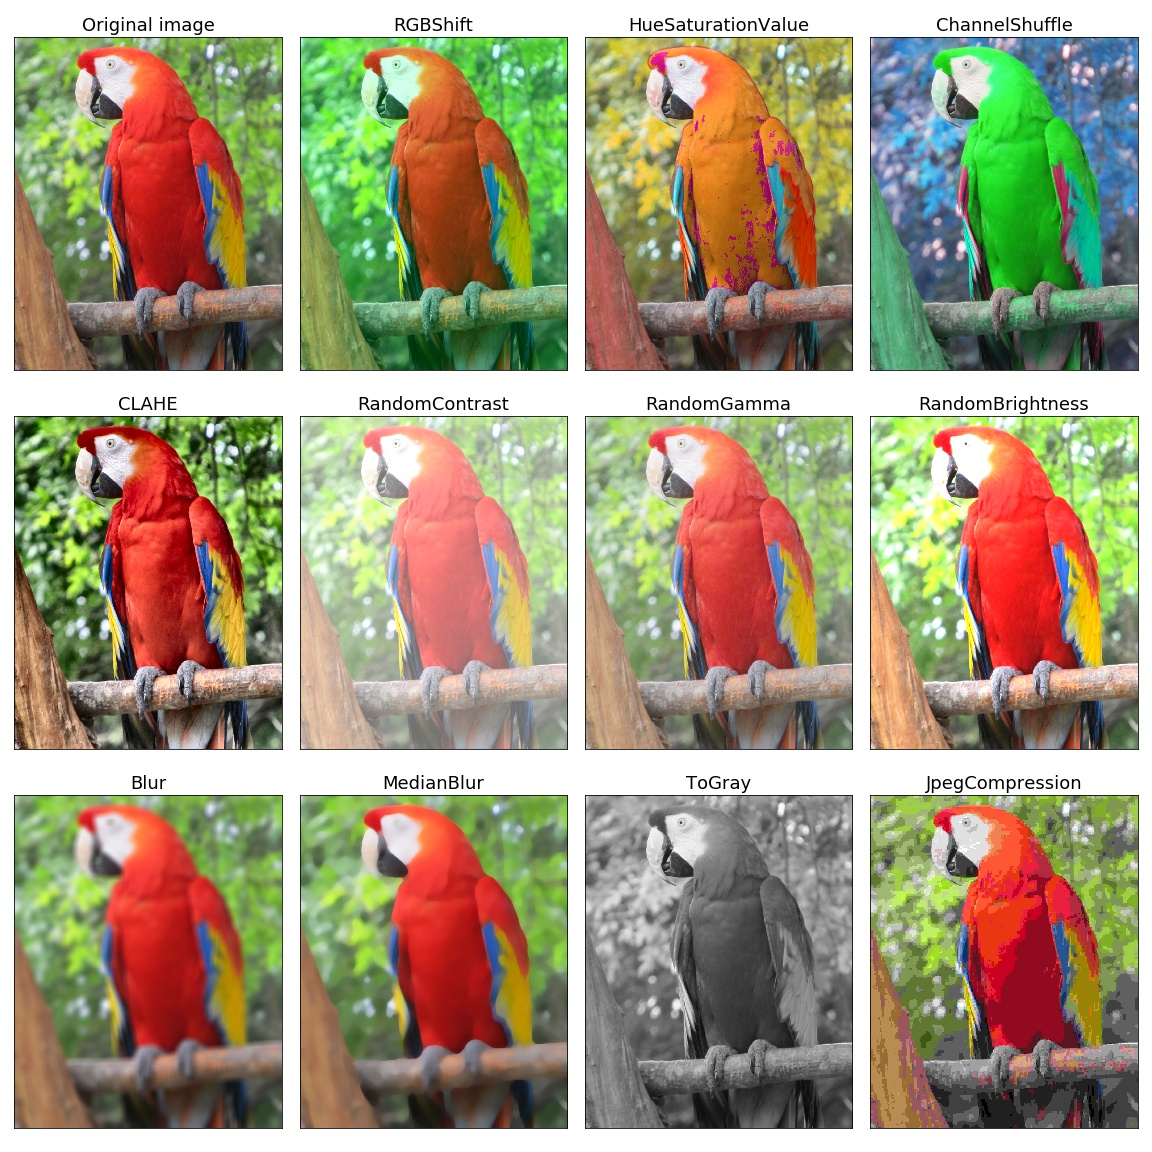 Original image
RGBShift
HueSaturationValue
ChannelShuffle
CLAHE
RandomContrast
RandomGamma
RandomBrightness
Blur
MedianBlur
ToGray
JpegCompression